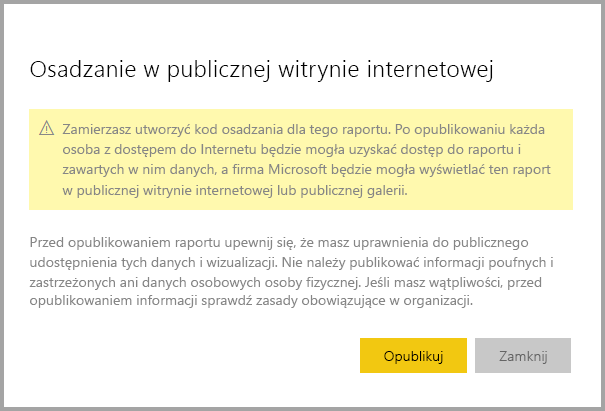 Osadzanie w publicznej witrynie internetowej
Zamierzasz utworzyć kod osadzania dla tego raportu. Po opublikowaniu każda
osoba z dostępem do Internetu będzie mogła uzyskać dostęp do raportu i
zawartych w nim danych, a firma Microsoft będzie mogła wyświetlać ten raport
w publicznej witrynie internetowej lub publicznej galerii.
Przed opublikowaniem raportu upewnij się, że masz uprawnienia do publicznego
udostępnienia tych danych i wizualizacji. Nie należy publikować informacji poufnych i
zastrzeżonych ani danych osobowych osoby fizycznej. Jeśli masz wątpliwości, przed
opublikowaniem informacji sprawdź zasady obowiązujące w organizacji.
Opublikuj
Zamknij